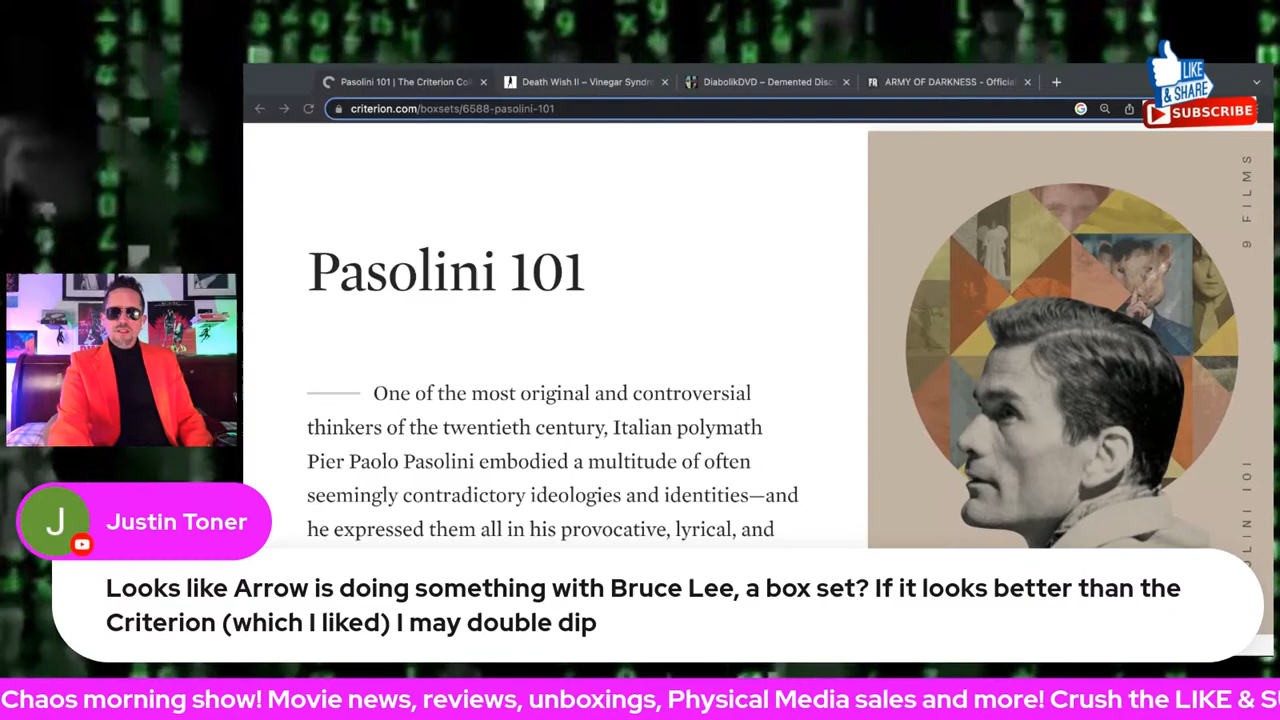 Pasolini 101 | The Criterion Col
Death Wish II – Vinegar Syndro
DiabolikDVD – Demented Disc
FR ARMY OF DARKNESS - Official
criterion.com/boxsets/6588-pasolini-101
LIKE
& SHARE
SUBSCRIBE
9 FILMS
Pasolini 101
One of the most original and controversial
thinkers of the twentieth century, Italian polymath
Pier Paolo Pasolini embodied a multitude of often
seemingly contradictory ideologies and identities—and
he expressed them all in his provocative, lyrical, and
OLINI 101
J
Justin Toner
Looks like Arrow is doing something with Bruce Lee, a box set? If it looks better than the
Criterion (which I liked) I may double dip
Chaos morning show! Movie news, reviews, unboxings, Physical Media sales and more! Crush the LIKE & S